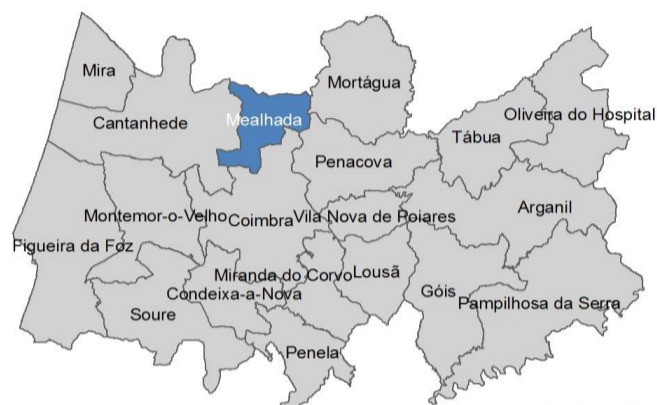 Mira
Mortágua
Oliveira do Hospital
Cantanhede
Mealhada
Tábua
Penacova
Arganil
Montemor-o-Velho
Coimbra
Vila Nova de Poiares
Figueira da Foz
Miranda do Corvo
Lousã
Góis
Condeixa-a-Nova
Pampilhosa da Serra
Soure
Penela